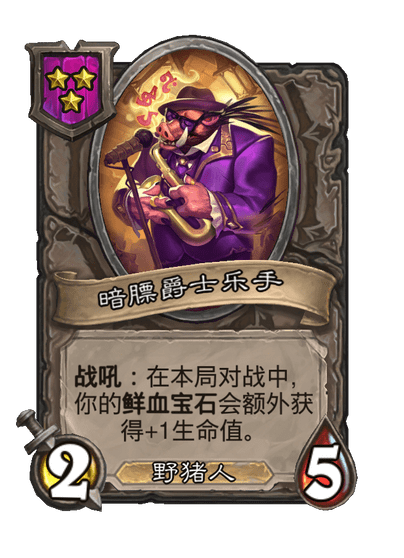 暗膘爵士乐手
战吼：在本局对战中，
你的鲜血宝石会额外获
得+1生命值。
2
野猪人
5